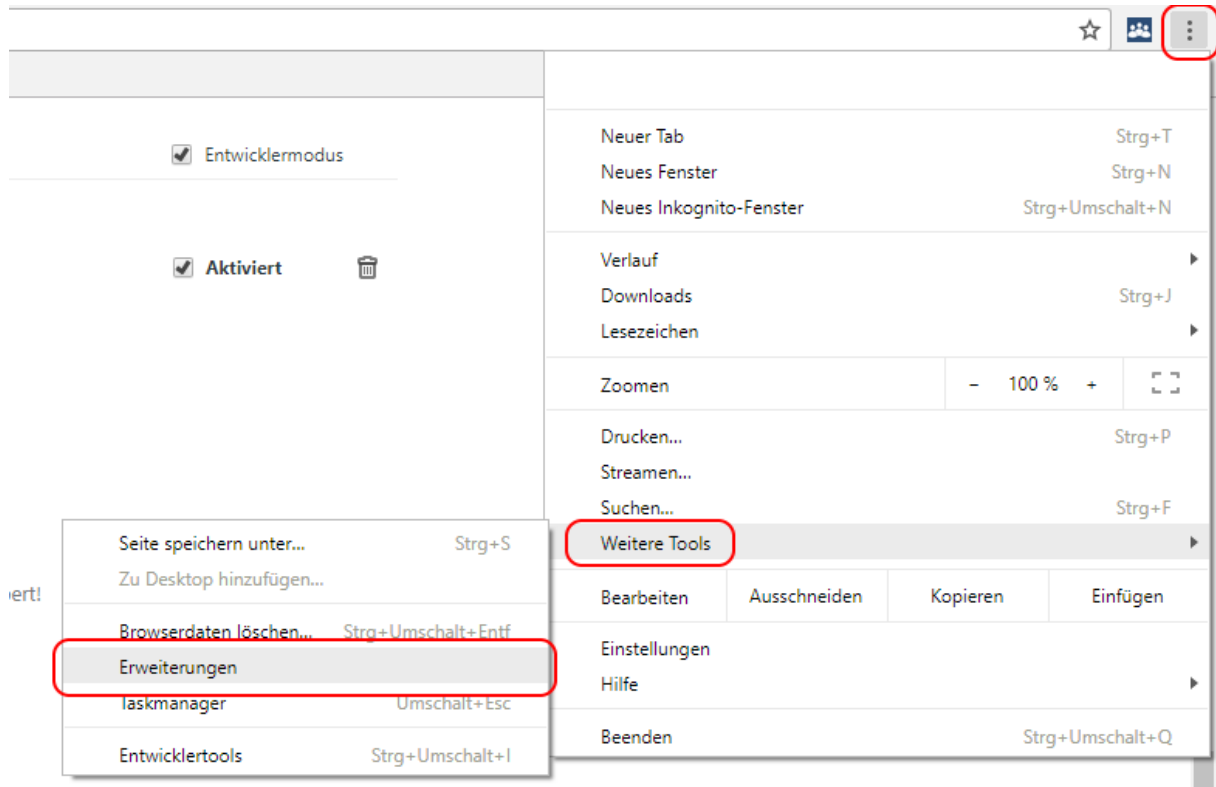 Entwicklermodus
Aktiviert
Neuer Tab Strg+T
Neues Fenster Strg+N
Neues Inkognito-Fenster Strg+Umschalt+N
Verlauf
Downloads Strg+J
Lesezeichen
Zoomen - 100 % +
Drucken... Strg+P
Streamen...
Suchen... Strg+F
Weitere Tools
Bearbeiten Ausschneiden Kopieren Einfügen
Einstellungen
Hilfe
Beenden Strg+Umschalt+Q
Seite speichern unter... Strg+S
Zu Desktop hinzufügen...
Browserdaten löschen... Strg+Umschalt+Entf
Erweiterungen
Taskmanager Umschalt+Esc
Entwicklertools Strg+Umschalt+I